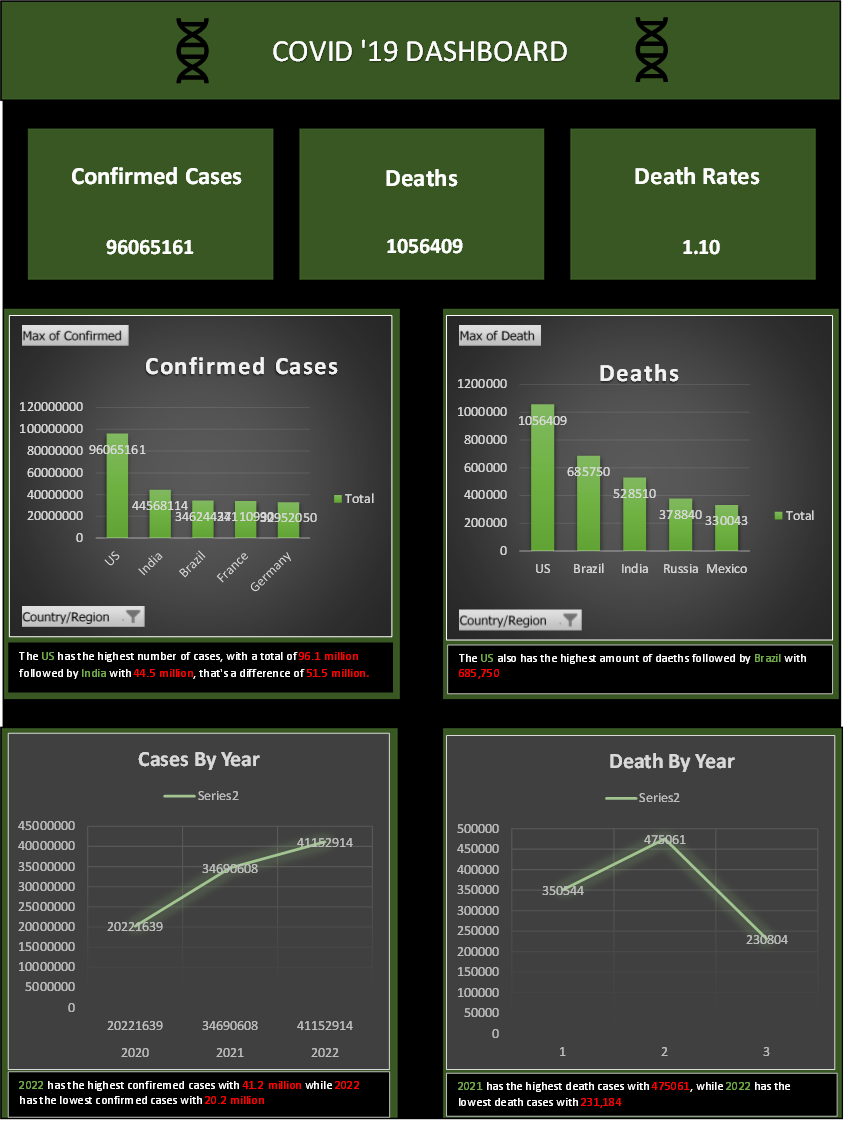 COVID '19 DASHBOARD
Confirmed Cases
96065161
Deaths
1056409
Death Rates
1.10
Max of Confirmed
Confirmed Cases
120000000
100000000
80000000
60000000
40000000
20000000
0
96065161
44568114
34624427
32952050
US
India
Brazil
France
Germany
Total
Country/Region
The US has the highest number of cases, with a total of 96.1 million
followed by India with 44.5 million, that's a difference of 51.5 million.
Max of Death
Deaths
1200000
1000000
800000
600000
400000
200000
0
1056409
685750
528510
378840
330043
US
Brazil
India
Russia
Mexico
Total
Country/Region
The US also has the highest amount of daeths followed by Brazil with
685,750
Cases By Year
Series2
45000000
40000000
35000000
30000000
25000000
20000000
15000000
10000000
5000000
0
20221639
34690608
41152914
20221639 34690608 41152914
2020 2021 2022
2022 has the highest confiremed cases with 41.2 million while 2022
has the lowest confirmed cases with 20.2 million
Death By Year
Series2
500000
450000
400000
350000
300000
250000
200000
150000
100000
50000
0
350544
475061
230804
1 2 3
2021 has the highest death cases with 475061, while 2022 has the
lowest death cases with 231,184